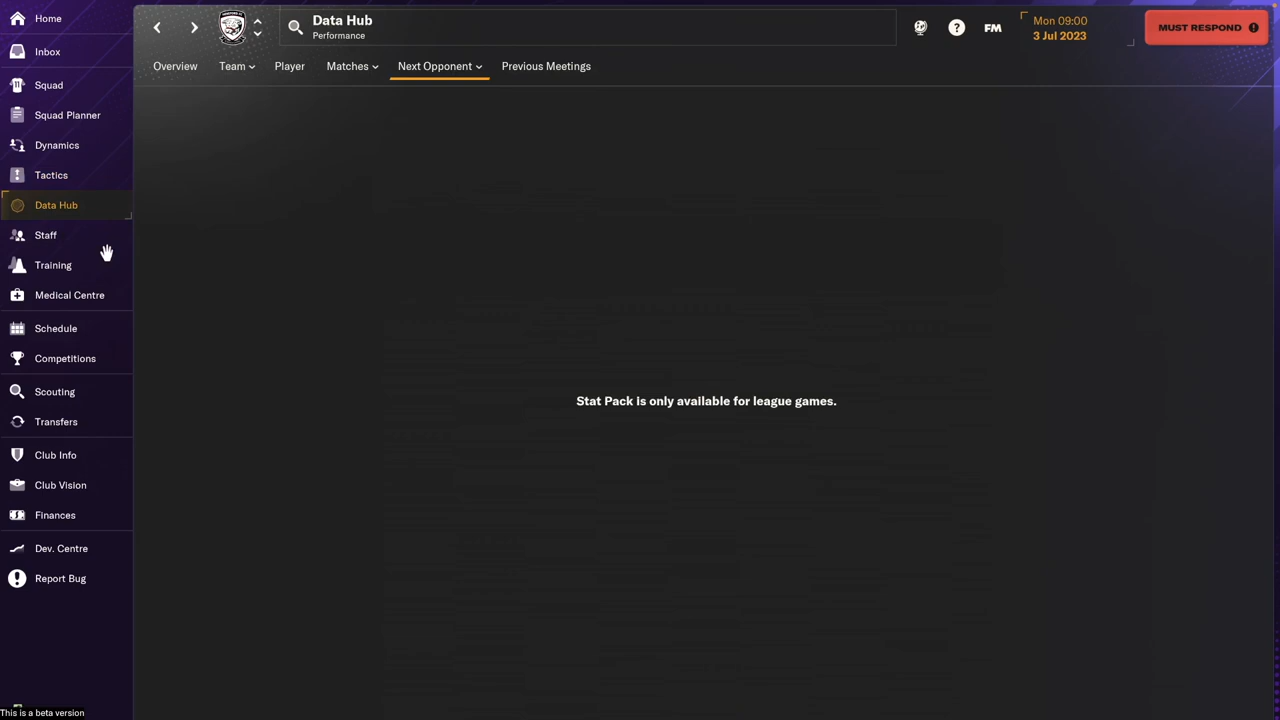 Home
Inbox
Squad
Squad Planner
Dynamics
Tactics
Data Hub
Staff
Training
Medical Centre
Schedule
Competitions
Scouting
Transfers
Club Info
Club Vision
Finances
Dev. Centre
Report Bug
This is a beta version
Data Hub
Performance
FM
Mon 09:00
3 Jul 2023
MUST RESPOND
Overview
Team
Player
Matches
Next Opponent
Previous Meetings
Stat Pack is only available for league games.